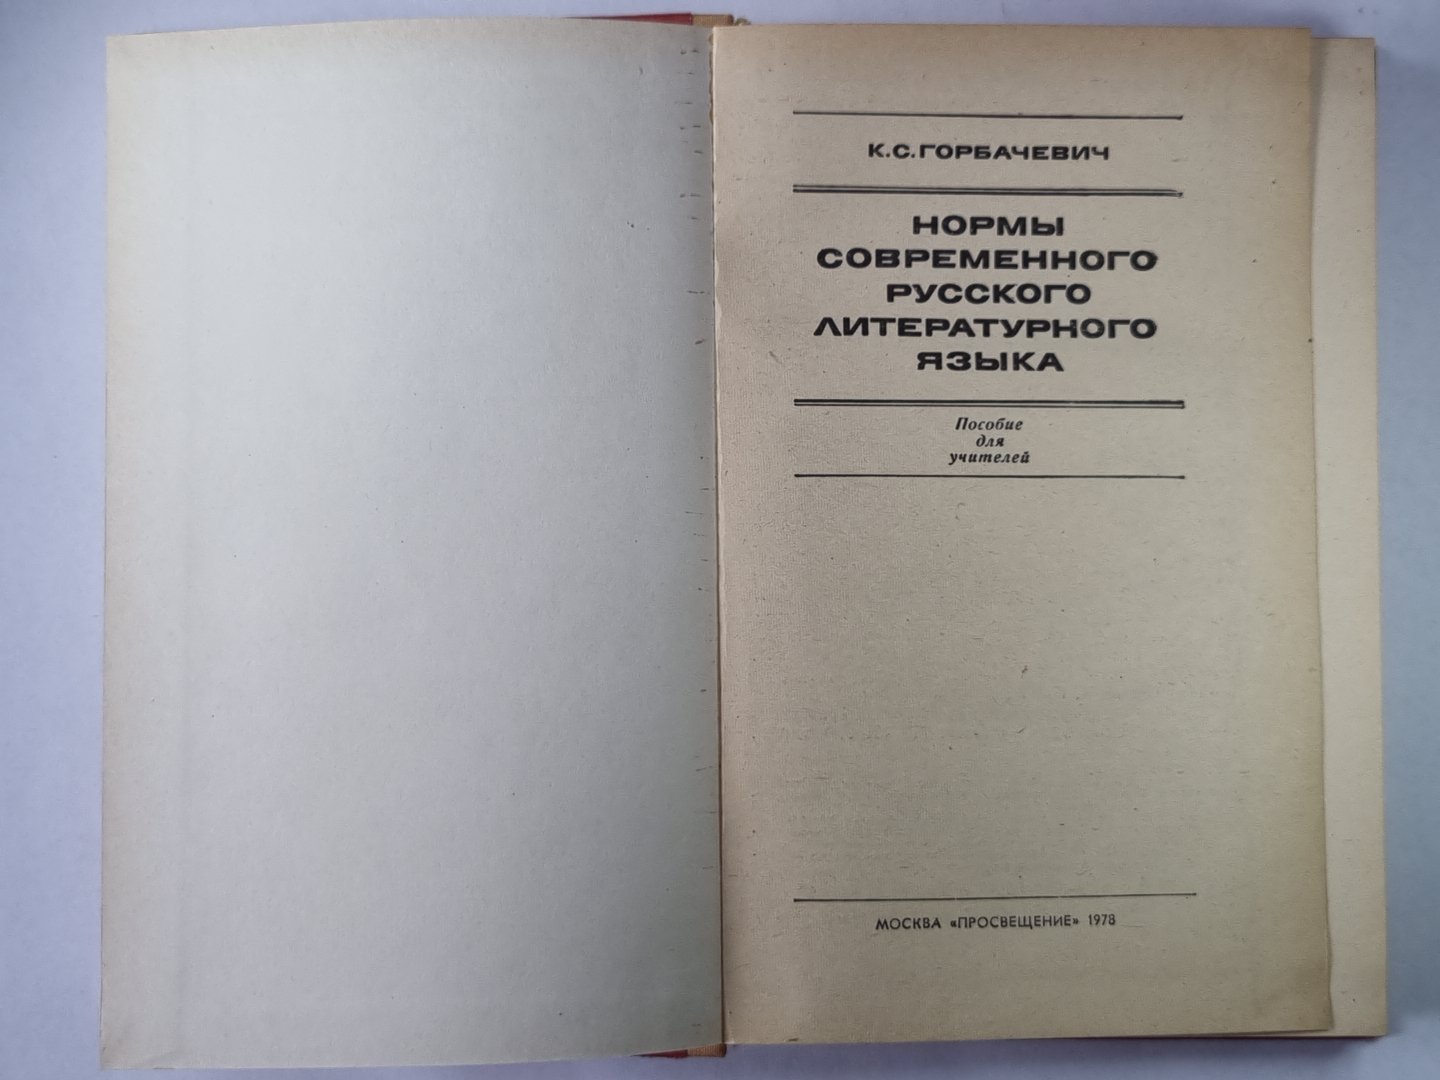 К.С.ГОРБАЧЕВИЧ
НОРМЫ
СОВРЕМЕННОГО
РУССКОГО
ЛИТЕРАТУРНОГО
ЯЗЫКА
Пособие
для
учителей
МОСКВА «ПРОСВЕЩЕНИЕ» 1978